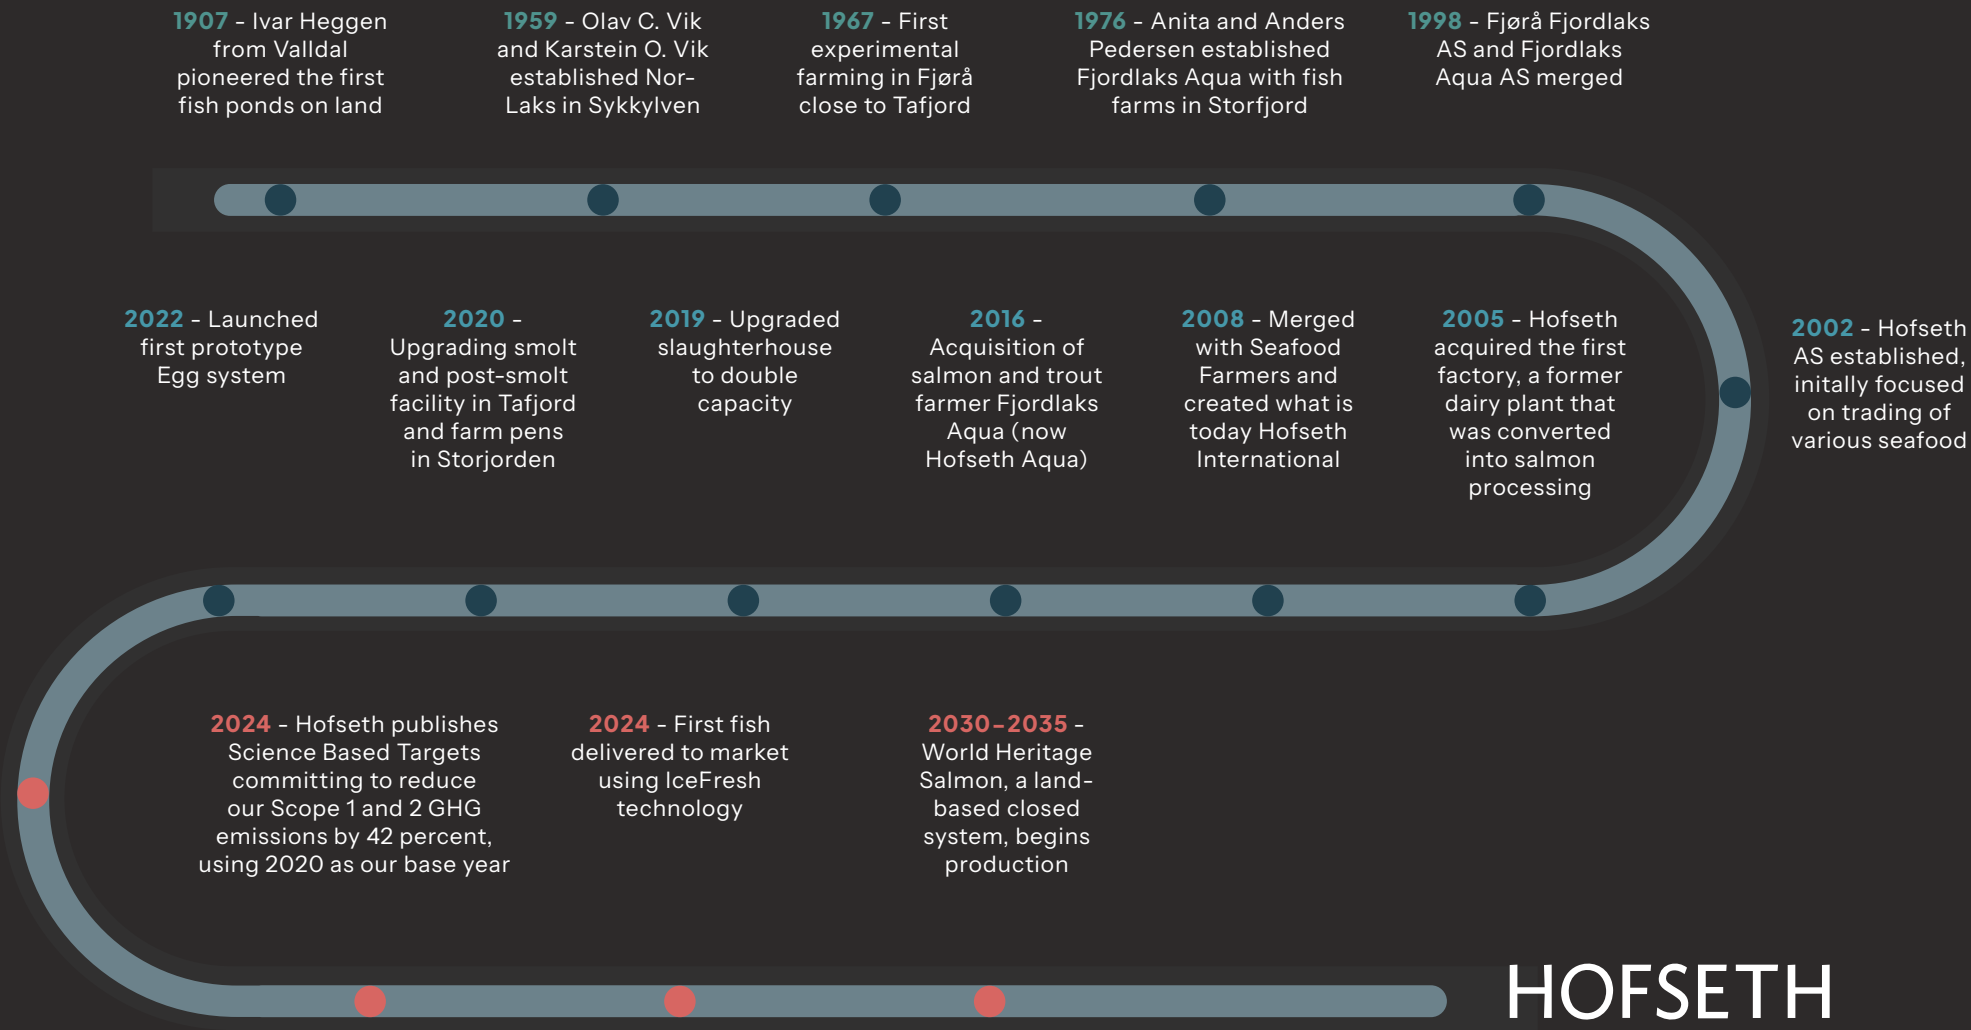 1907 - Ivar Heggen
from Valldal
pioneered the first
fish ponds on land
1959 - Olav C. Vik
and Karstein O. Vik
established Nor-
Laks in Sykkylven
1967 - First
experimental
farming in Fjørå
close to Tafjord
1976 - Anita and Anders
Pedersen established
Fjordlaks Aqua with fish
farms in Storfjord
1998 - Fjørå Fjordlaks
AS and Fjordlaks
Aqua AS merged
2002 - Hofseth
AS established,
initally focused
on trading of
various seafood
2005 - Hofseth
acquired the first
factory, a former
dairy plant that
was converted
into salmon
processing
2008 - Merged
with Seafood
Farmers and
created what is
today Hofseth
International
2016 -
Acquisition of
salmon and trout
farmer Fjordlaks
Aqua (now
Hofseth Aqua)
2019 - Upgraded
slaughterhouse
to double
capacity
2020 -
Upgrading smolt
and post-smolt
facility in Tafjord
and farm pens
in Storjorden
2022 - Launched
first prototype
Egg system
2024 - Hofseth publishes
Science Based Targets
committing to reduce
our Scope 1 and 2 GHG
emissions by 42 percent,
using 2020 as our base year
2024 - First fish
delivered to market
using IceFresh
technology
2030-2035 -
World Heritage
Salmon, a land-
based closed
system, begins
production
HOFSETH